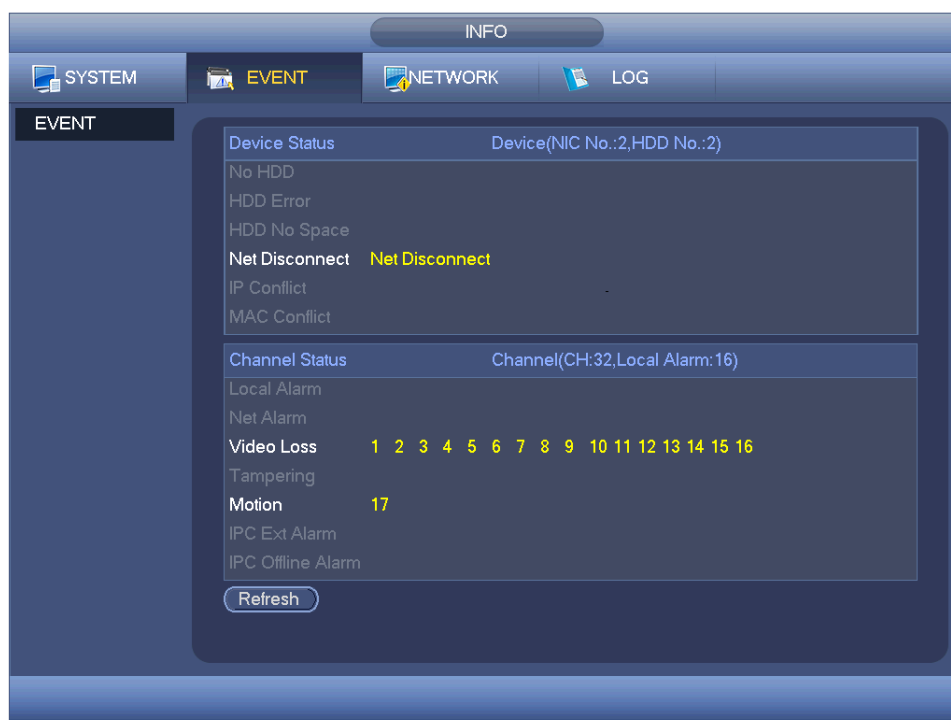 INFO
SYSTEM EVENT NETWORK LOG
EVENT
Device Status Device(NIC No.:2,HDD No.:2)
No HDD
HDD Error
HDD No Space
Net Disconnect Net Disconnect
IP Conflict -
MAC Conflict
Channel Status Channel(CH:32,Local Alarm:16)
Local Alarm
Net Alarm
Video Loss 1 2 3 4 5 6 7 8 9 10 11 12 13 14 15 16
Tampering
Motion 17
IPC Ext Alarm
IPC Offline Alarm
Refresh